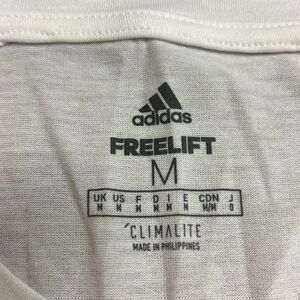 adidas
FREELIFT
M
UK US F D I E CDN J
M M M M M M M/M O
CLIMALITE
MADE IN PHILIPPINES